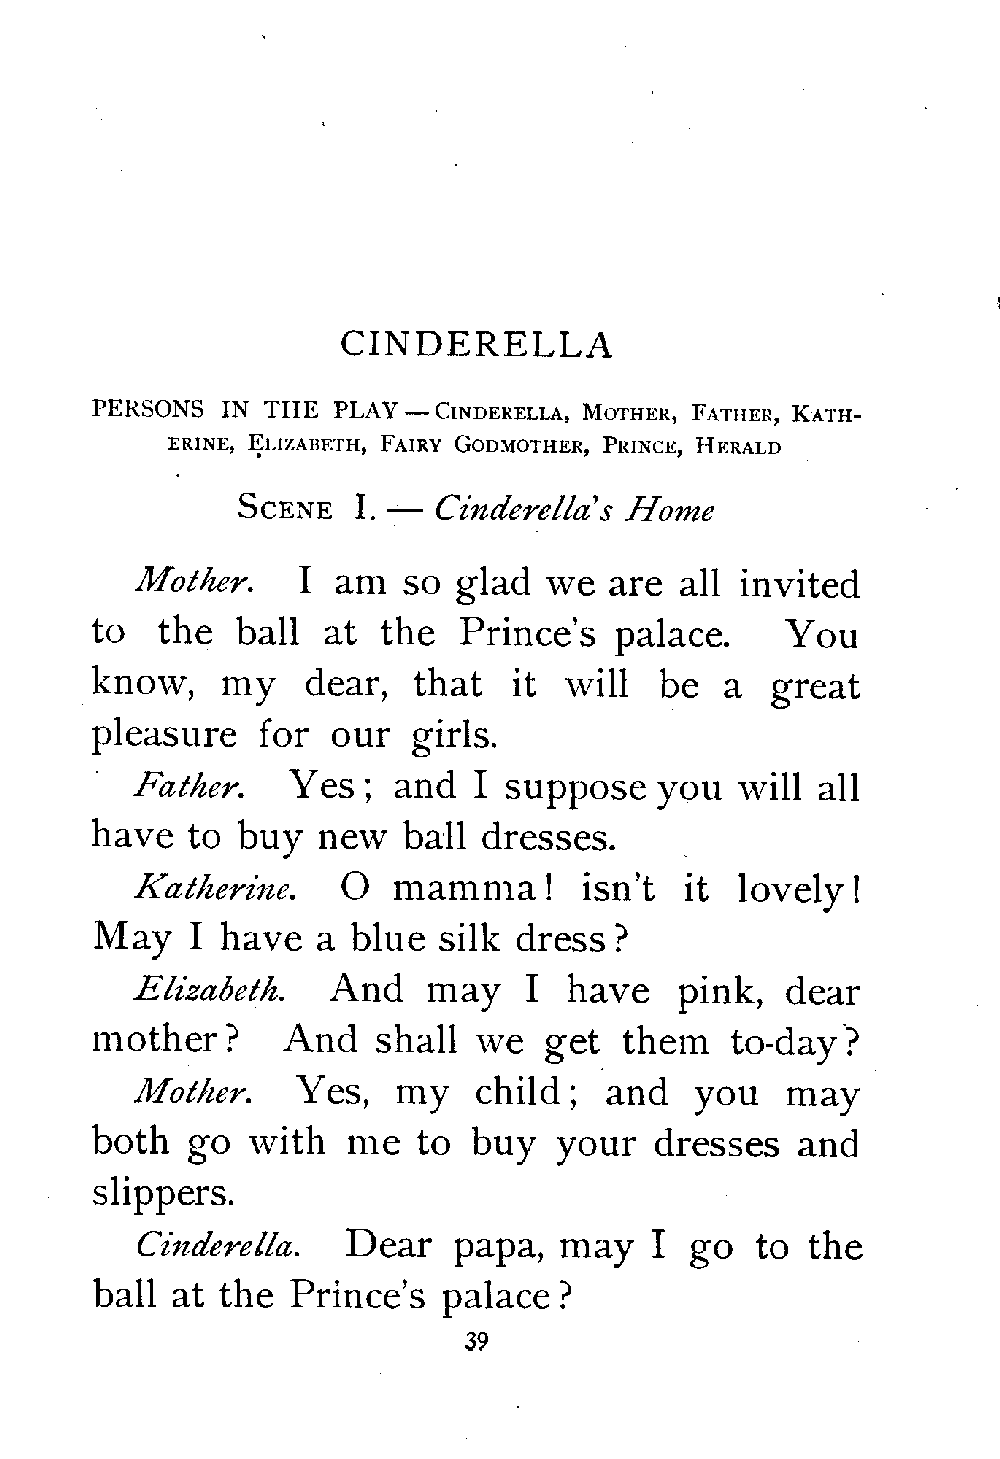 CINDERELLA
PERSONS IN THE PLAY — CINDERELLA, MOTHER, FATHER, KATH-
ERINE, ELIZABETH, FAIRY GODMOTHER, PRINCE, HERALD
SCENE I. — Cinderella's Home
Mother. I am so glad we are all invited
to the ball at the Prince's palace. You
know, my dear, that it will be a great
pleasure for our girls.
Father. Yes; and I suppose you will all
have to buy new ball dresses.
Katherine. O mamma! isn't it lovely!
May I have a blue silk dress?
Elizabeth. And may I have pink, dear
mother? And shall we get them to-day?
Mother. Yes, my child; and you may
both go with me to buy your dresses and
slippers.
Cinderella. Dear papa, may I go to the
ball at the Prince's palace?
39